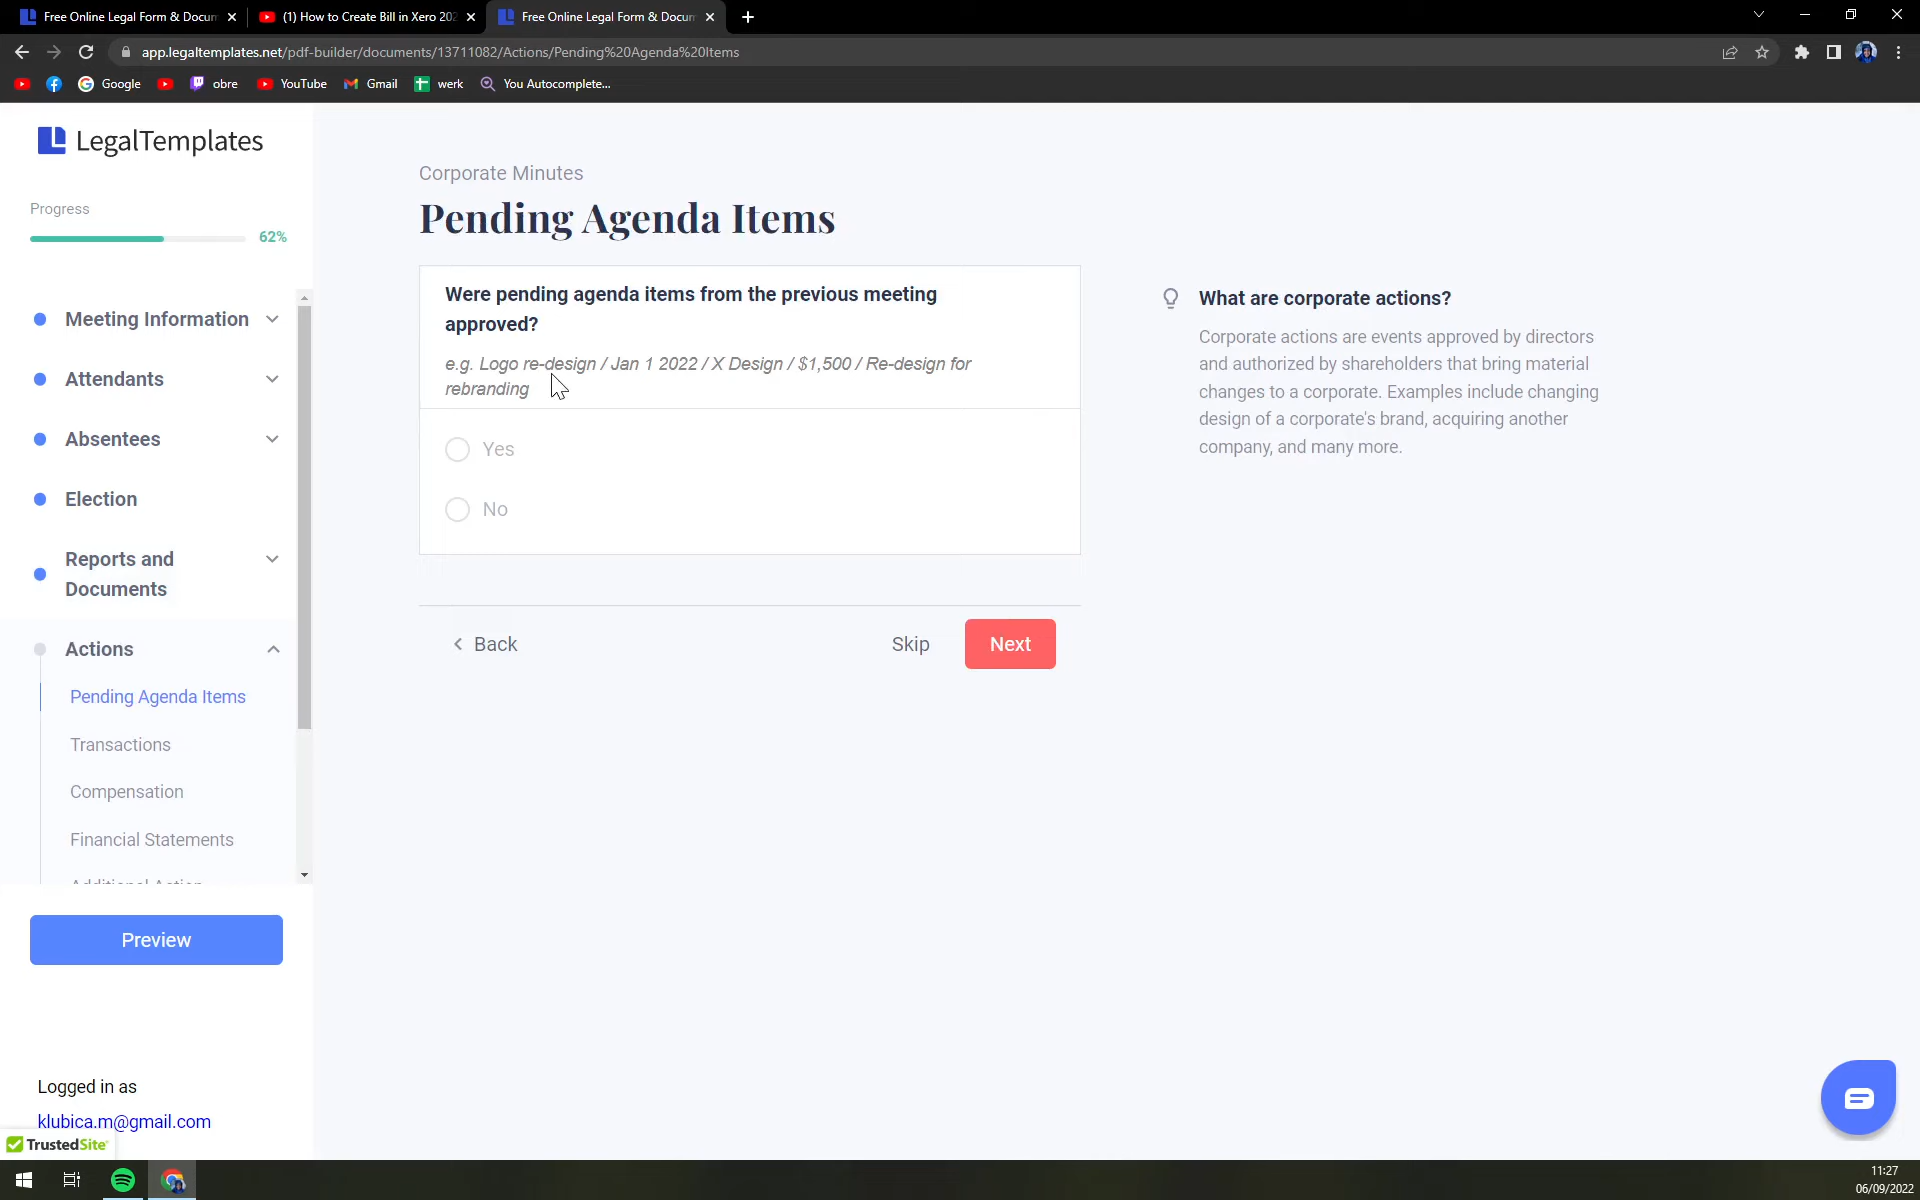 Free Online Legal Form & Docum
(1) How to Create Bill in Xero 202
Free Online Legal Form & Docum
app.legaltemplates.net/pdf-builder/documents/13711082/Actions/Pending%20Agenda%20Items
Google
obre
YouTube
Gmail
werk
You Autocomplete...
LegalTemplates
Progress
62%
Meeting Information
Attendants
Absentees
Election
Reports and
Documents
Actions
Pending Agenda Items
Transactions
Compensation
Financial Statements
Additional Action
Preview
Logged in as
klubica.m@gmail.com
TrustedSite
Corporate Minutes
Pending Agenda Items
Were pending agenda items from the previous meeting
approved?
e.g. Logo re-design / Jan 1 2022 / X Design / $1,500 / Re-design for
rebranding
Yes
No
Back
Skip
Next
What are corporate actions?
Corporate actions are events approved by directors
and authorized by shareholders that bring material
changes to a corporate. Examples include changing
design of a corporate's brand, acquiring another
company, and many more.
11:27
06/09/2022